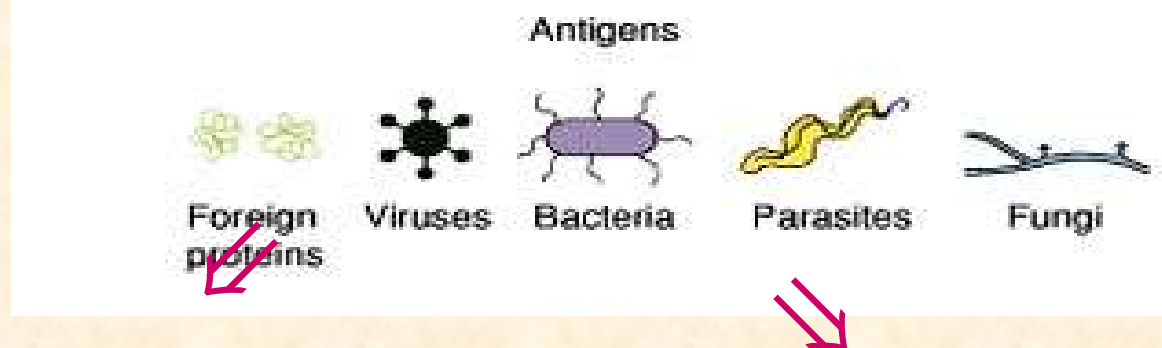 Antigens
Foreign proteins
Viruses
Bacteria
Parasites
Fungi